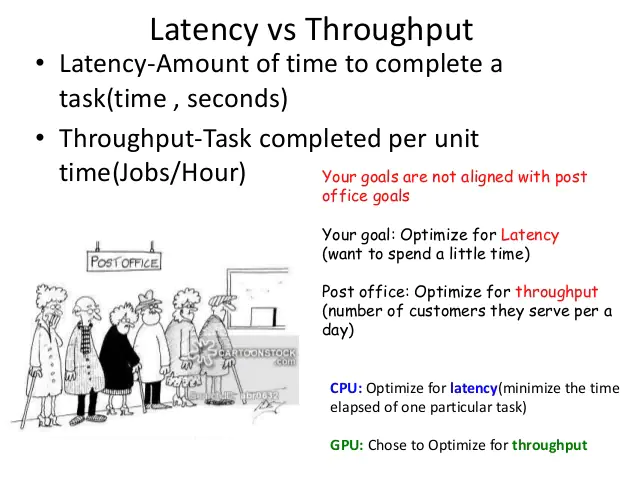 Latency vs Throughput
• Latency-Amount of time to complete a
task(time , seconds)
• Throughput-Task completed per unit
time(Jobs/Hour)
Your goals are not aligned with post
office goals
Your goal: Optimize for Latency
(want to spend a little time)
Post office: Optimize for throughput
(number of customers they serve per a
day)
POST OFFICE
CARTOONSTOCK
.com
CPU: Optimize for latency(minimize the time
elapsed of one particular task)
GPU: Chose to Optimize for throughput